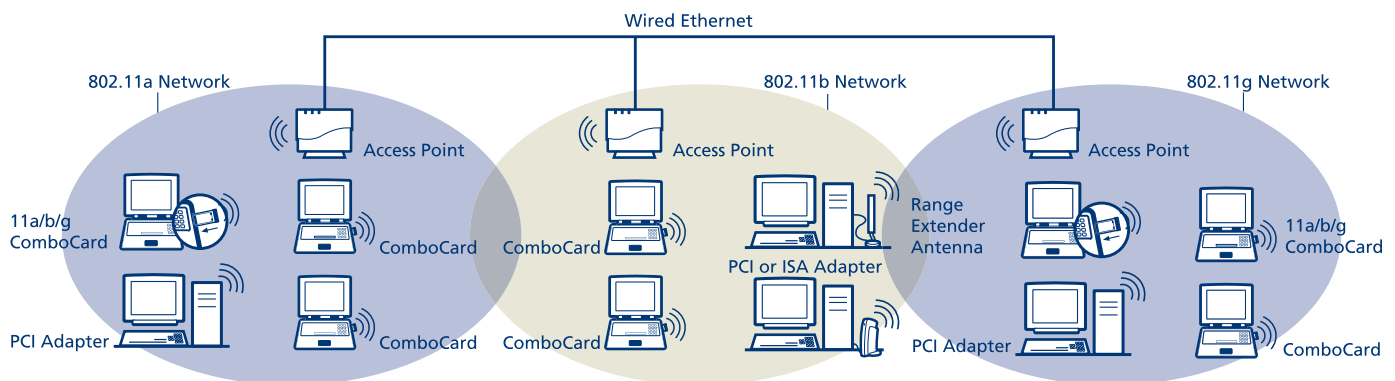 Wired Ethernet
802.11a Network
802.11b Network
802.11g Network
Access Point
Access Point
Access Point
11a/b/g
ComboCard
ComboCard
ComboCard
Range
Extender
Antenna
11a/b/g
ComboCard
PCI or ISA Adapter
PCI Adapter
ComboCard
ComboCard
PCI Adapter
ComboCard